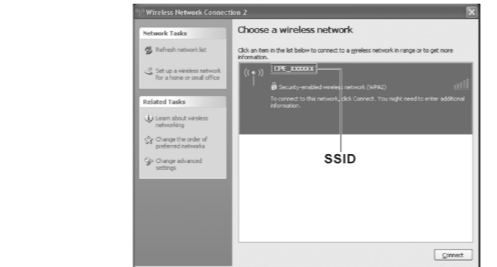 Wireless Network Connection 2
Network Tasks
Refresh network list
Set up a wireless network
for a home or small office
Related Tasks
Learn about wireless
networking
Change the order of
preferred networks
Change advanced
settings
Choose a wireless network
Click an item in the list below to connect to a wireless network in range or to get more
information.
CPE_XXXXXX
Security-enabled wireless network (WPA2)
To connect to this network, click Connect. You might need to enter additional
information.
SSID
Connect